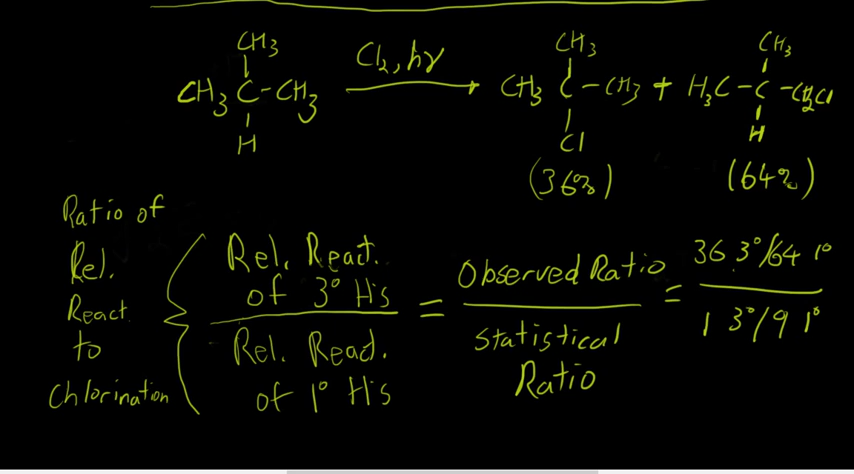 CH3 CH3 CH3
CH3 C-CH3 Cl2, hγ CH3 C-CH3 + H3C-C-CH2Cl
H Cl H
(36%) (64%)
Ratio of
Rel.
React.
to
Chlorination
Rel. React.
of 3° H's
Rel. React.
of 1° H's
=
Observed Ratio
Statistical
Ratio
=
36 3°/64 1°
1 3°/9 1°